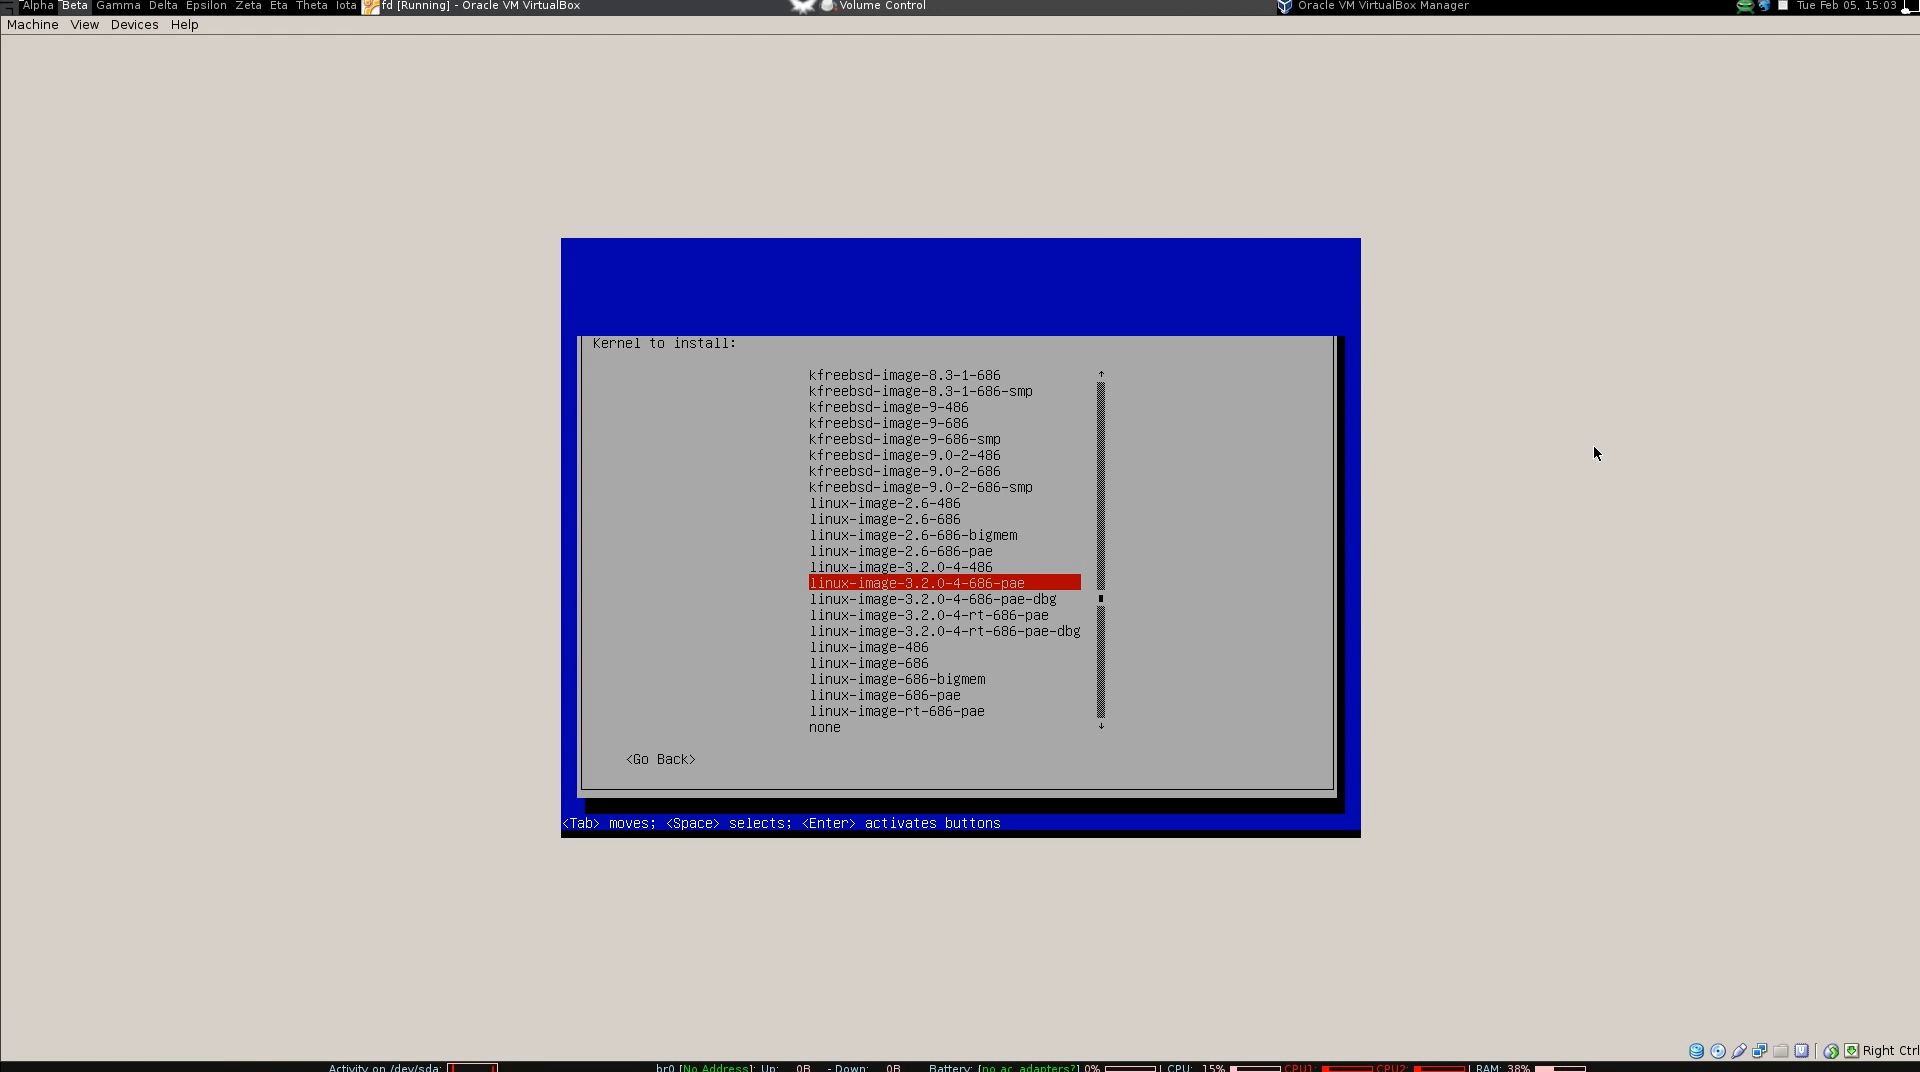 Alpha Beta Gamma Delta Epsilon Zeta Eta Theta Iota fd [Running] - Oracle VM VirtualBox Volume Control Oracle VM VirtualBox Manager Tue Feb 05, 15:03
Machine View Devices Help
Kernel to install:
kfreebsd-image-8.3-1-686
kfreebsd-image-8.3-1-686-smp
kfreebsd-image-9-486
kfreebsd-image-9-686
kfreebsd-image-9-686-smp
kfreebsd-image-9.0-2-486
kfreebsd-image-9.0-2-686
kfreebsd-image-9.0-2-686-smp
linux-image-2.6-486
linux-image-2.6-686
linux-image-2.6-686-bigmem
linux-image-2.6-686-pae
linux-image-3.2.0-4-486
linux-image-3.2.0-4-686-pae
linux-image-3.2.0-4-686-pae-dbg
linux-image-3.2.0-4-rt-686-pae
linux-image-3.2.0-4-rt-686-pae-dbg
linux-image-486
linux-image-686
linux-image-686-bigmem
linux-image-686-pae
linux-image-rt-686-pae
none
<Go Back>
<Tab> moves; <Space> selects; <Enter> activates buttons
Right Ctrl
Activity on /dev/sda: br0 [No Address]: Up: 0B - Down: 0B Battery: [no ac adapters?] 0% | CPU: 15% CPU1: CPU2: | RAM: 38%